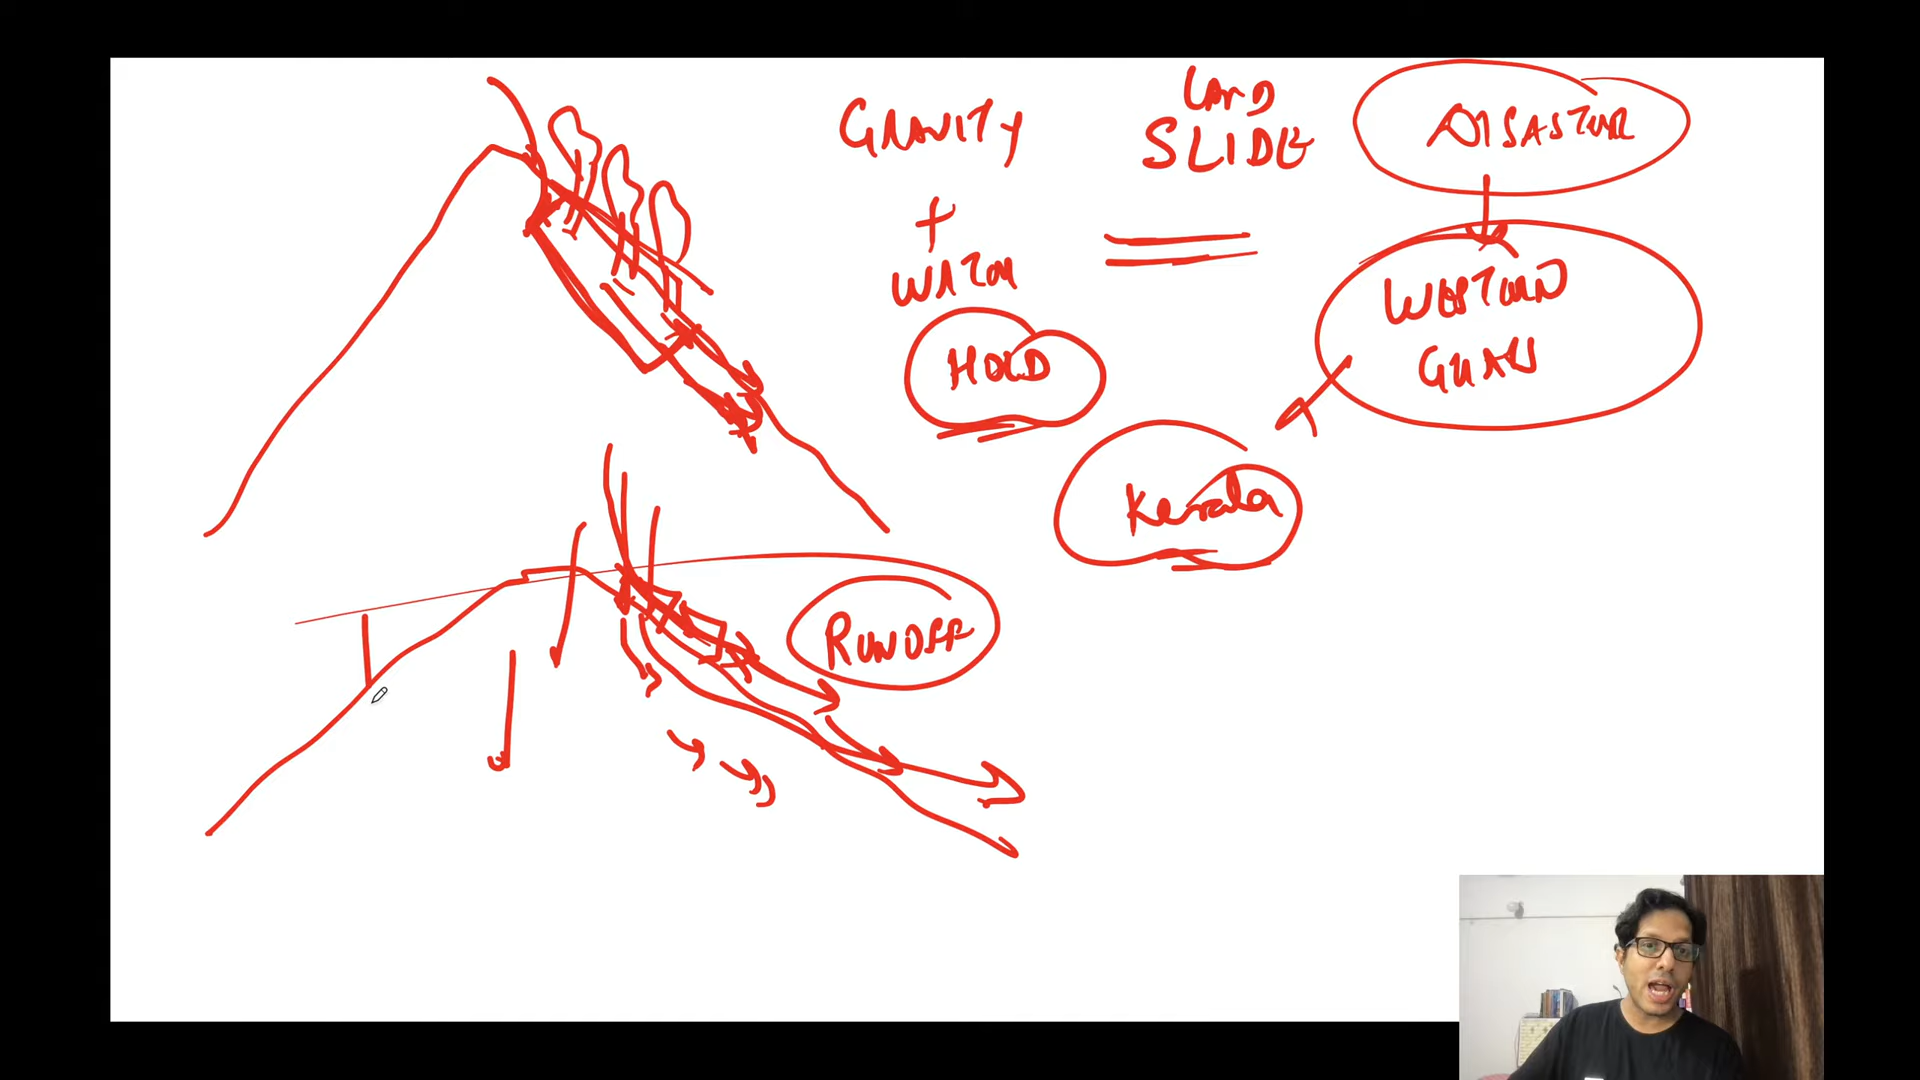 GRAVITY
+
WATER
HOLD
LAND
SLIDE
DISASTER
WESTERN
GHATS
Kerala
RUNOFF